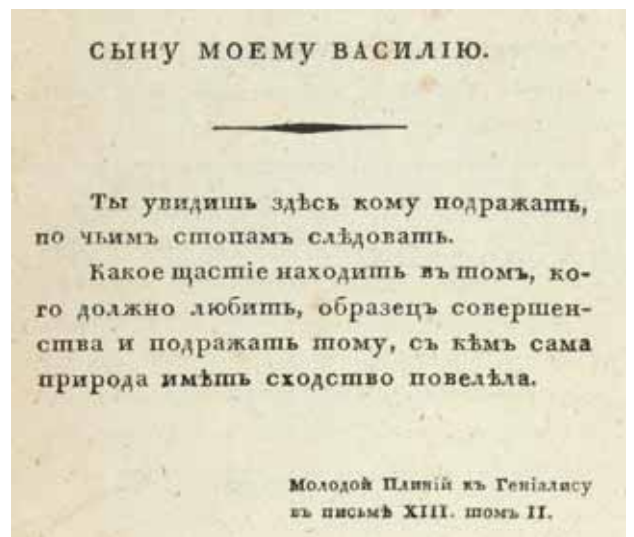 СЫНУ МОЕМУ ВАСИЛІЮ.
Ты увидишь здѣсь кому подражать,
по чьимъ стопамъ слѣдовать.
Какое щастіе находить въ томъ, ко-
го должно любить, образецъ совершен-
ства и подражать тому, съ кѣмъ сама
природа имѣть сходство повелѣла.
Молодой Плиній къ Геніалису
въ письмѣ XIII. томъ II.